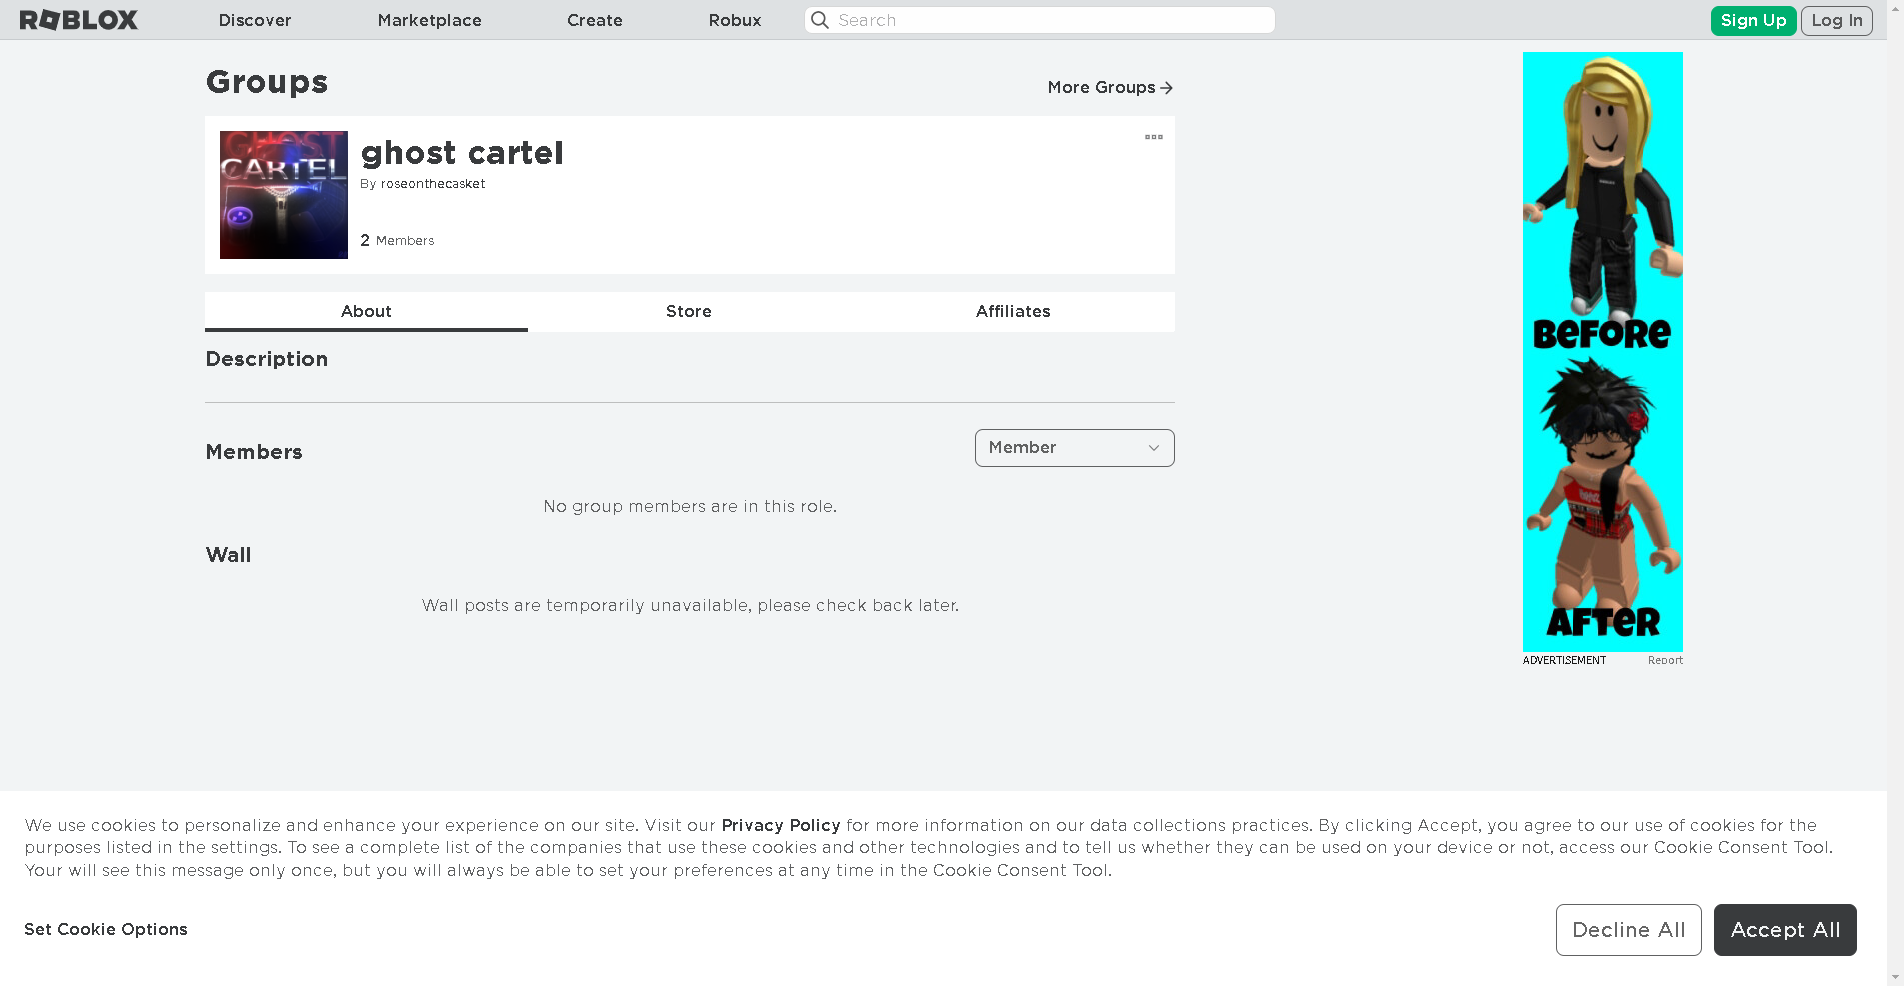 ROBLOX
Discover
Marketplace
Create
Robux
Search
Sign Up
Log In
Groups
More Groups
GHOST
CARTEL
ghost cartel
By roseonthecasket
2 Members
About
Store
Affiliates
Description
Members
Member
No group members are in this role.
Wall
Wall posts are temporarily unavailable, please check back later.
BEFORE
AFTER
ADVERTISEMENT
Report
We use cookies to personalize and enhance your experience on our site. Visit our Privacy Policy for more information on our data collections practices. By clicking Accept, you agree to our use of cookies for the
purposes listed in the settings. To see a complete list of the companies that use these cookies and other technologies and to tell us whether they can be used on your device or not, access our Cookie Consent Tool.
Your will see this message only once, but you will always be able to set your preferences at any time in the Cookie Consent Tool.
Set Cookie Options
Decline All
Accept All